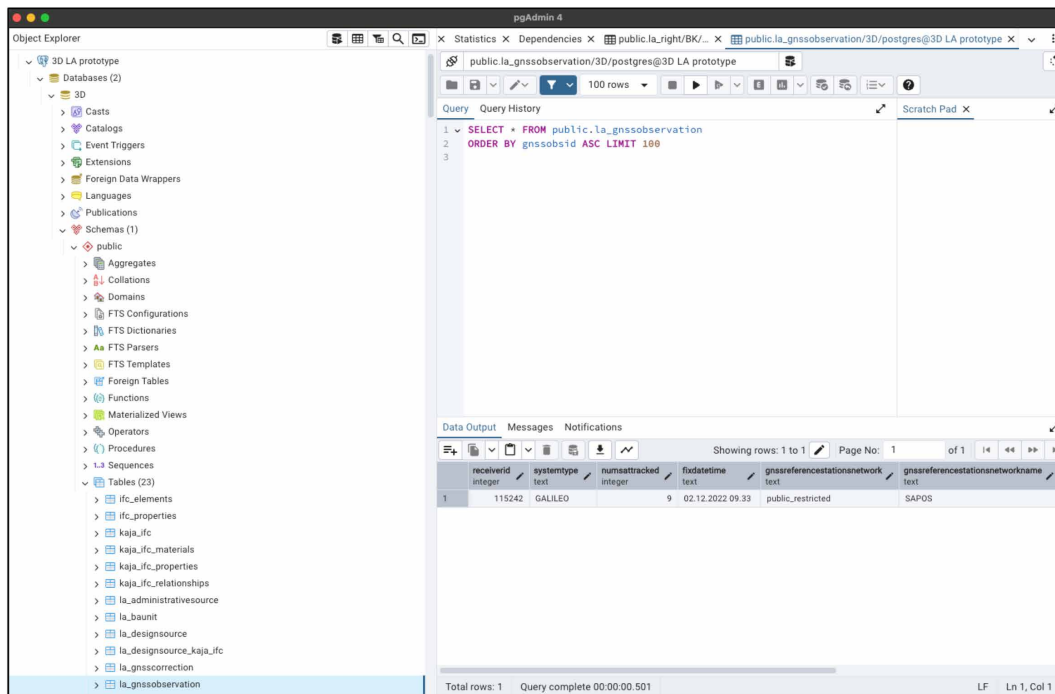 pgAdmin 4
Object Explorer
Statistics Dependencies public.la_right/BK/... public.la_gnssobservation/3D/postgres@3D LA prototype
3D LA prototype
Databases (2)
3D
Casts
Catalogs
Event Triggers
Extensions
Foreign Data Wrappers
Languages
Publications
Schemas (1)
public
Aggregates
Collations
Domains
FTS Configurations
FTS Dictionaries
Aa FTS Parsers
FTS Templates
Foreign Tables
Functions
Materialized Views
Operators
Procedures
1..3 Sequences
Tables (23)
ifc_elements
ifc_properties
kaja_ifc
kaja_ifc_materials
kaja_ifc_properties
kaja_ifc_relationships
la_administrativesource
la_baunit
la_designsource
la_designsource_kaja_ifc
la_gnsscorrection
la_gnssobservation
public.la_gnssobservation/3D/postgres@3D LA prototype
100 rows
Query Query History
Scratch Pad
1 SELECT * FROM public.la_gnssobservation
2 ORDER BY gnssobsid ASC LIMIT 100
3
Data Output Messages Notifications
Showing rows: 1 to 1 Page No: 1 of 1
receiverid systemtype numsattracked fixdatetime gnssreferencestationsnetwork gnssreferencestationsnetworkname
integer text integer text text text
1 115242 GALILEO 9 02.12.2022 09.33 public_restricted SAPOS
Total rows: 1 Query complete 00:00:00.501 LF Ln 1, Col 1